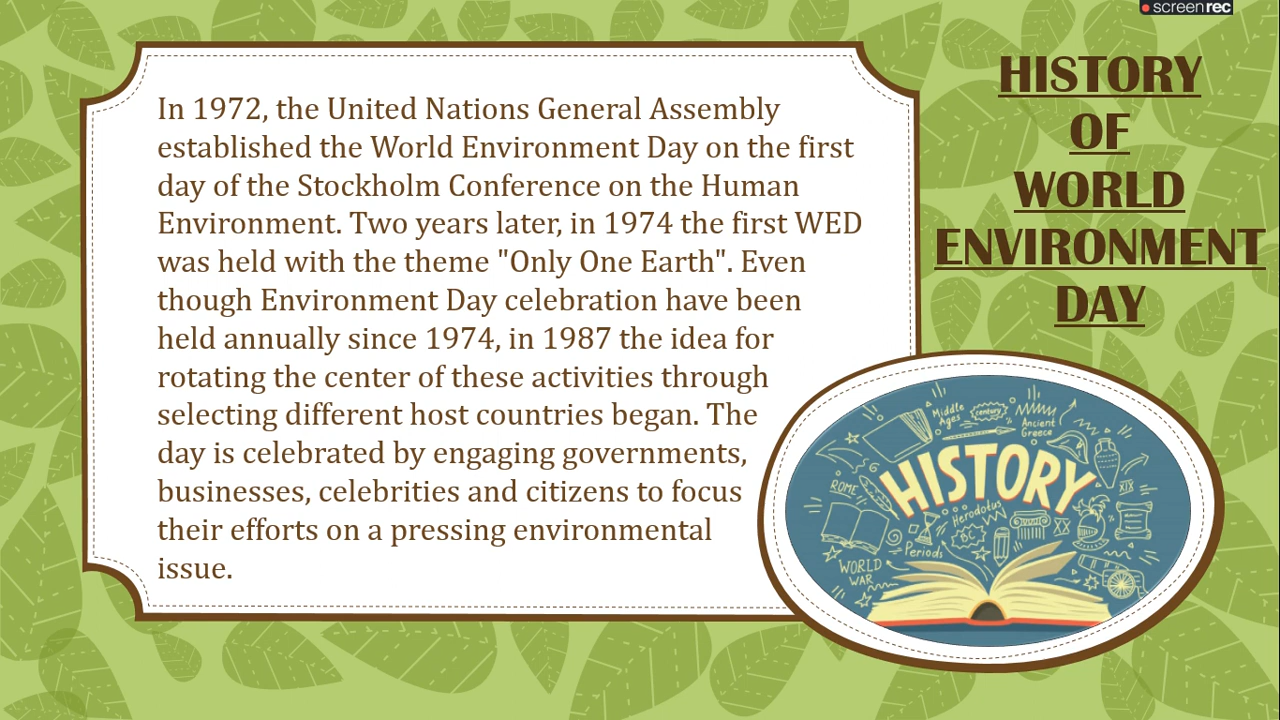 screenrec
HISTORY
OF
WORLD
ENVIRONMENT
DAY
In 1972, the United Nations General Assembly
established the World Environment Day on the first
day of the Stockholm Conference on the Human
Environment. Two years later, in 1974 the first WED
was held with the theme "Only One Earth". Even
though Environment Day celebration have been
held annually since 1974, in 1987 the idea for
rotating the center of these activities through
selecting different host countries began. The
day is celebrated by engaging governments,
businesses, celebrities and citizens to focus
their efforts on a pressing environmental
issue.
Middle
Ages
century
Ancient
Greece
HISTORY
ROME
XIX
Herodotus
BC
XX
Periods
WORLD
WAR